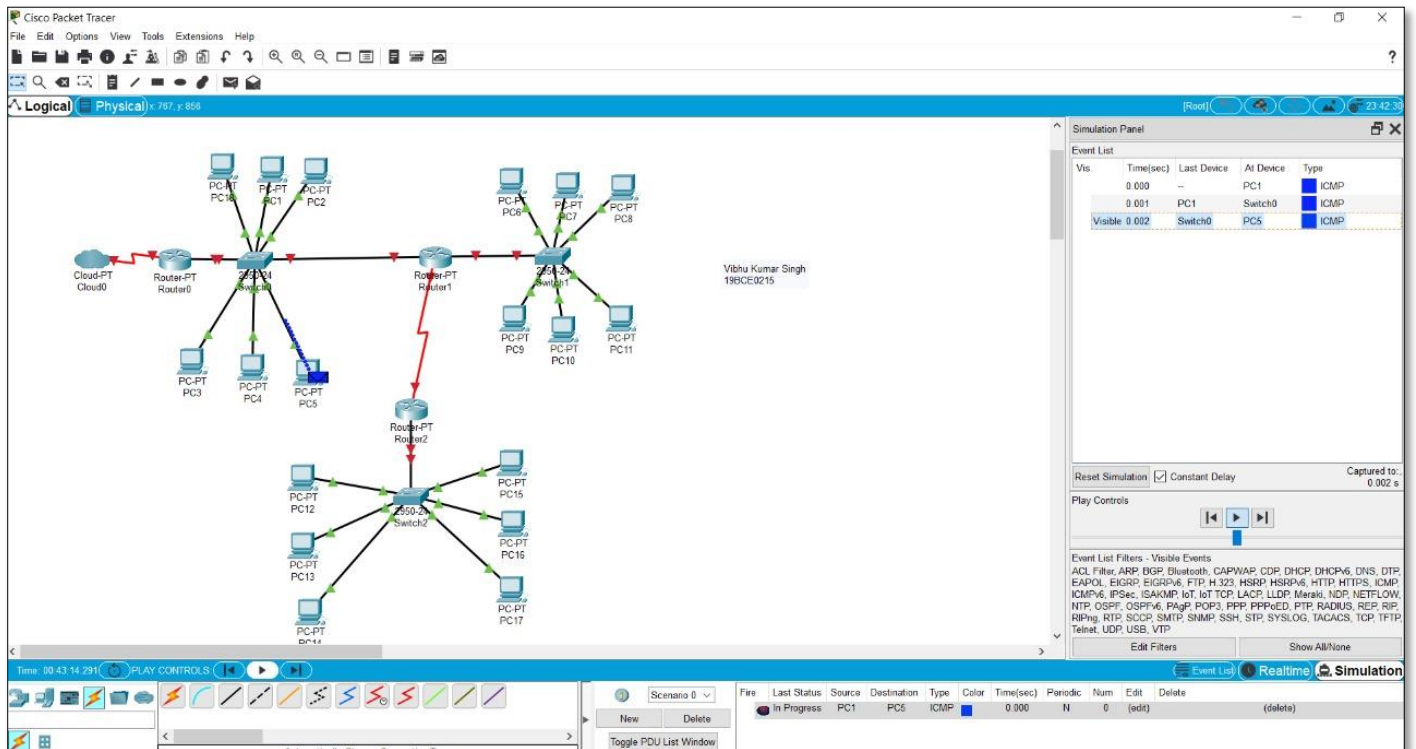 Cisco Packet Tracer
File Edit Options View Tools Extensions Help
?
Logical Physical x: 767, y: 856 [Root] 23:42:30
Simulation Panel
Event List
Vis. Time(sec) Last Device At Device Type
0.000 -- PC1 ICMP
0.001 PC1 Switch0 ICMP
Visible 0.002 Switch0 PC5 ICMP
PC-PT
PC-PT
PC1
PC-PT
PC2
PC-PT
PC6
PC-PT
PC7
PC-PT
PC8
Cloud-PT
Cloud0
Router-PT
Router0
2950-24
Switch0
Router-PT
Router1
2950-24
Switch1
Vibhu Kumar Singh
19BCE0215
PC-PT
PC3
PC-PT
PC4
PC-PT
PC5
PC-PT
PC9
PC-PT
PC10
PC-PT
PC11
Router-PT
Router2
PC-PT
PC12
PC-PT
PC15
2950-24
Switch2
PC-PT
PC13
PC-PT
PC16
PC-PT
PC14
PC-PT
PC17
Reset Simulation Constant Delay Captured to:
0.002 s
Play Controls
Event List Filters - Visible Events
ACL Filter, ARP, BGP, Bluetooth, CAPWAP, CDP, DHCP, DHCPv6, DNS, DTP,
EAPOL, EIGRP, EIGRPv6, FTP, H.323, HSRP, HSRPv6, HTTP, HTTPS, ICMP,
ICMPv6, IPSec, ISAKMP, IoT, IoT TCP, LACP, LLDP, Meraki, NDP, NETFLOW,
NTP, OSPF, OSPFv6, PAgP, POP3, PPP, PPPoED, PTP, RADIUS, REP, RIP,
RIPng, RTP, SCCP, SMTP, SNMP, SSH, STP, SYSLOG, TACACS, TCP, TFTP,
Telnet, UDP, USB, VTP
Edit Filters Show All/None
Time: 00:43:14.291 PLAY CONTROLS: Event List Realtime Simulation
Scenario 0
New Delete
Toggle PDU List Window
Fire Last Status Source Destination Type Color Time(sec) Periodic Num Edit Delete
In Progress PC1 PC5 ICMP 0.000 N 0 (edit) (delete)